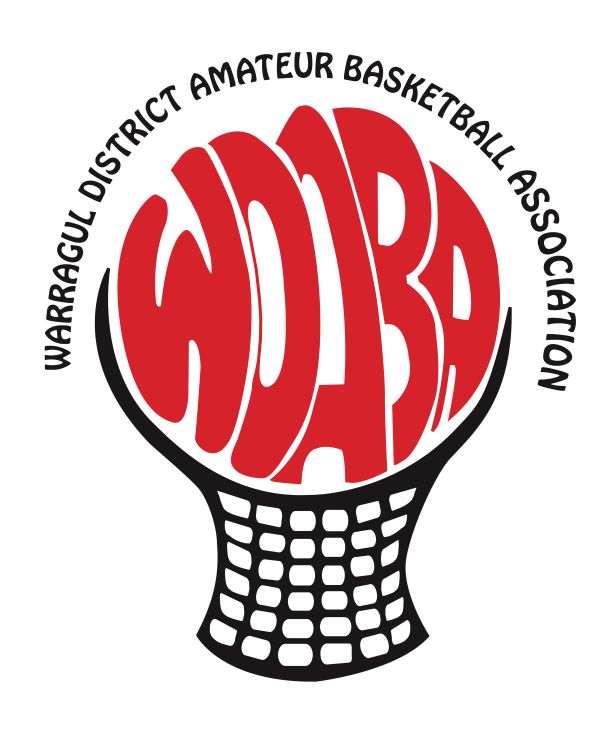 WARRAGUL DISTRICT AMATEUR BASKETBALL ASSOCIATION
WDABA